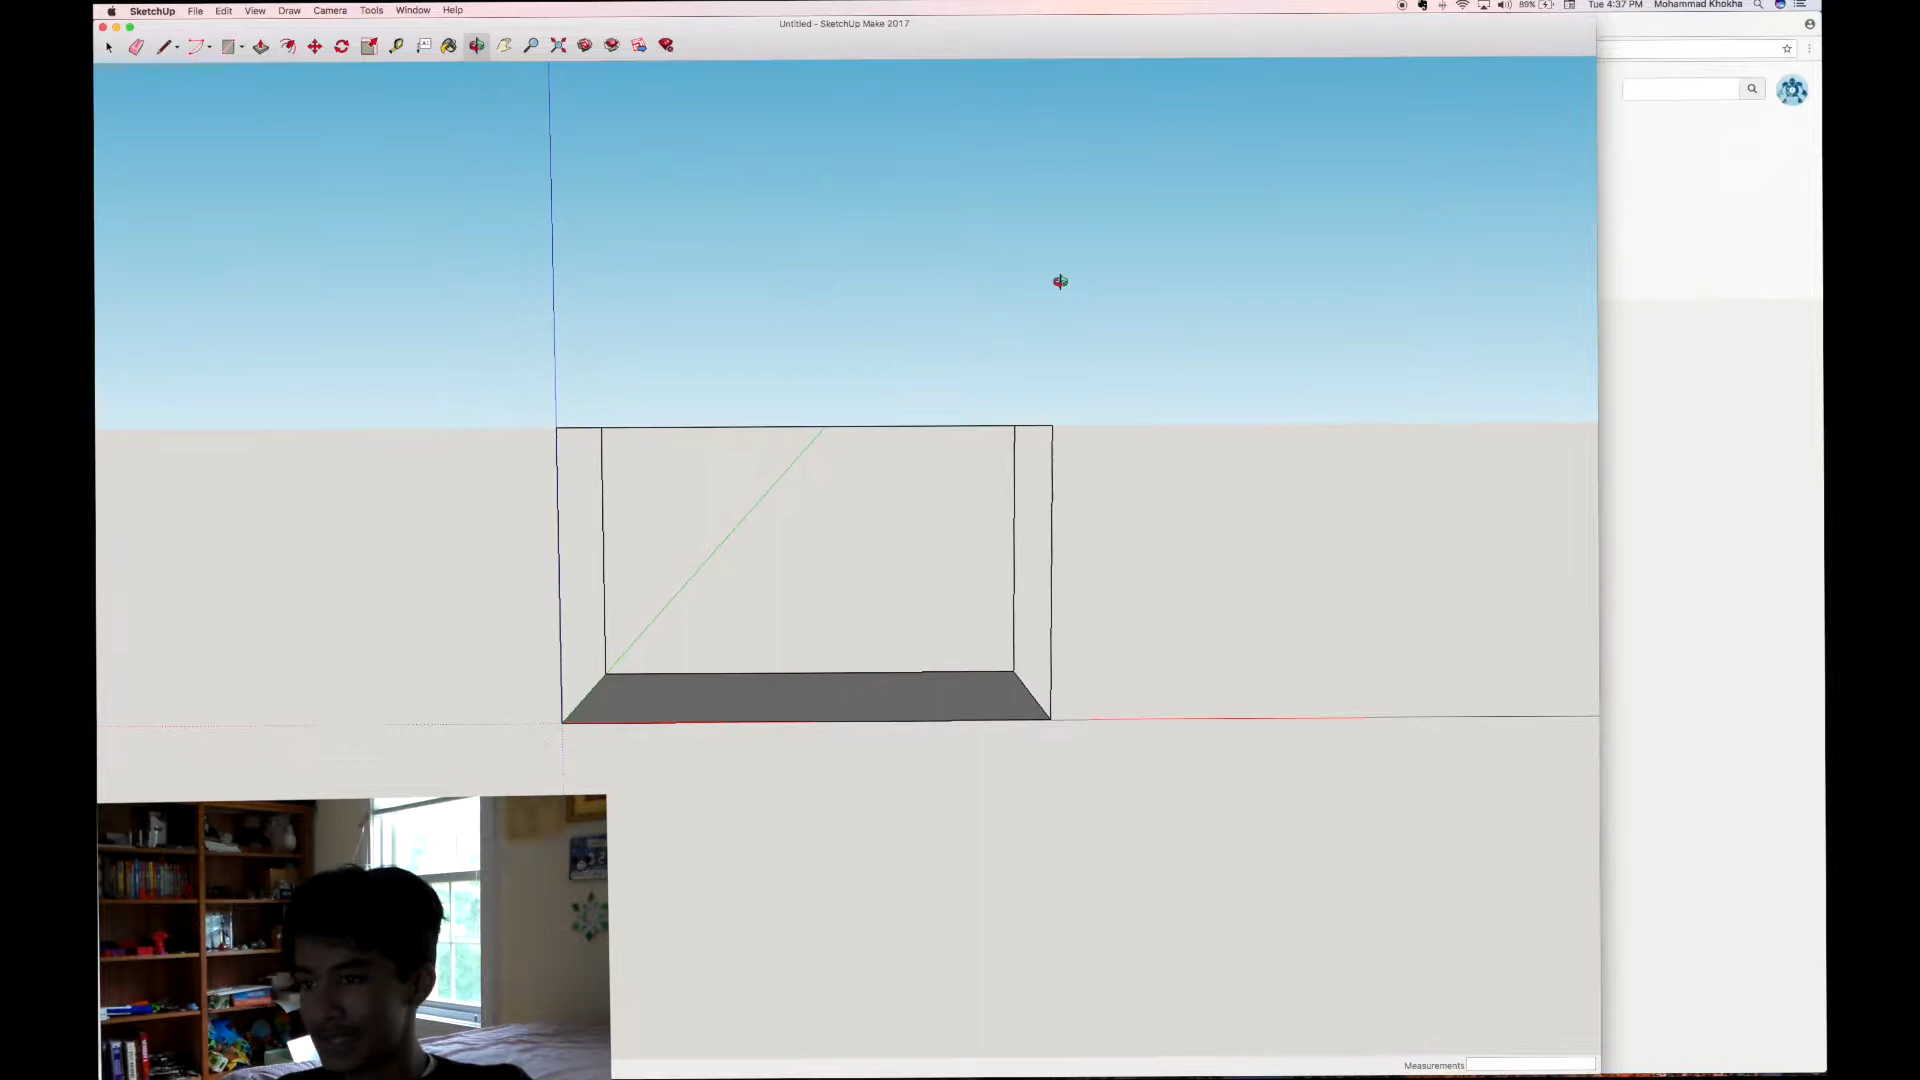 SketchUp File Edit View Draw Camera Tools Window Help
89% Tue 4:37 PM Mohammad Khokha
Untitled - SketchUp Make 2017
Measurements